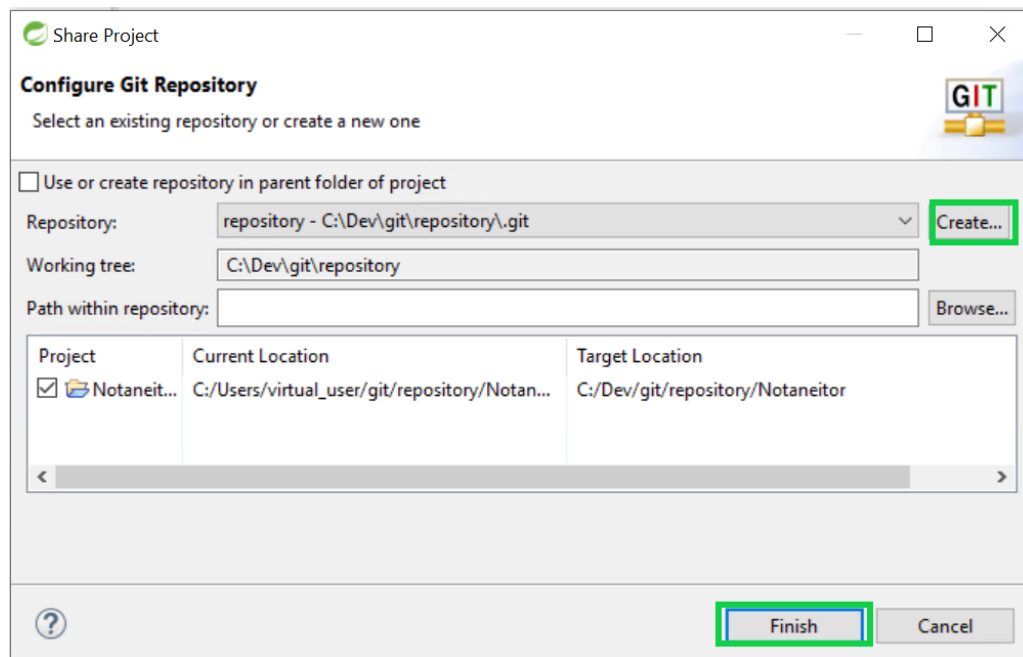 Share Project
Configure Git Repository
Select an existing repository or create a new one
GIT
Use or create repository in parent folder of project
Repository: repository - C:\Dev\git\repository\.git Create...
Working tree: C:\Dev\git\repository
Path within repository: Browse...
Project Current Location Target Location
Notaneit... C:/Users/virtual_user/git/repository/Notan... C:/Dev/git/repository/Notaneitor
? Finish Cancel